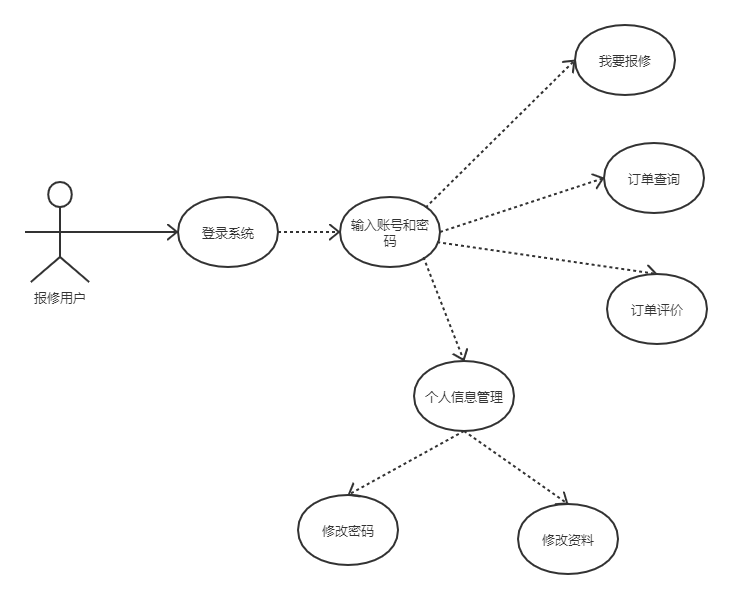 我要报修
订单查询
登录系统
输入账号和密
码
报修用户
订单评价
个人信息管理
修改密码
修改资料